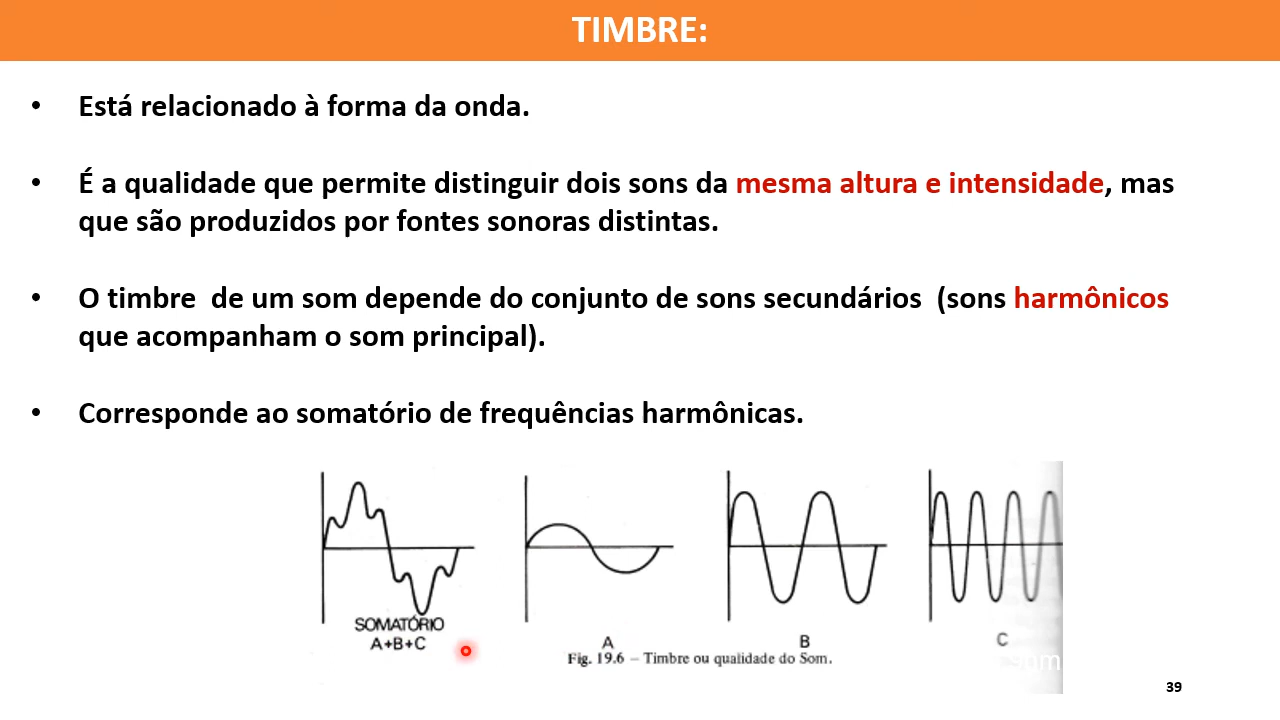 TIMBRE:
• Está relacionado à forma da onda.
• É a qualidade que permite distinguir dois sons da mesma altura e intensidade, mas
que são produzidos por fontes sonoras distintas.
• O timbre de um som depende do conjunto de sons secundários (sons harmônicos
que acompanham o som principal).
• Corresponde ao somatório de frequências harmônicas.
SOMATÓRIO
A+B+C
A
B
C
Fig. 19.6 – Timbre ou qualidade do Som.
39